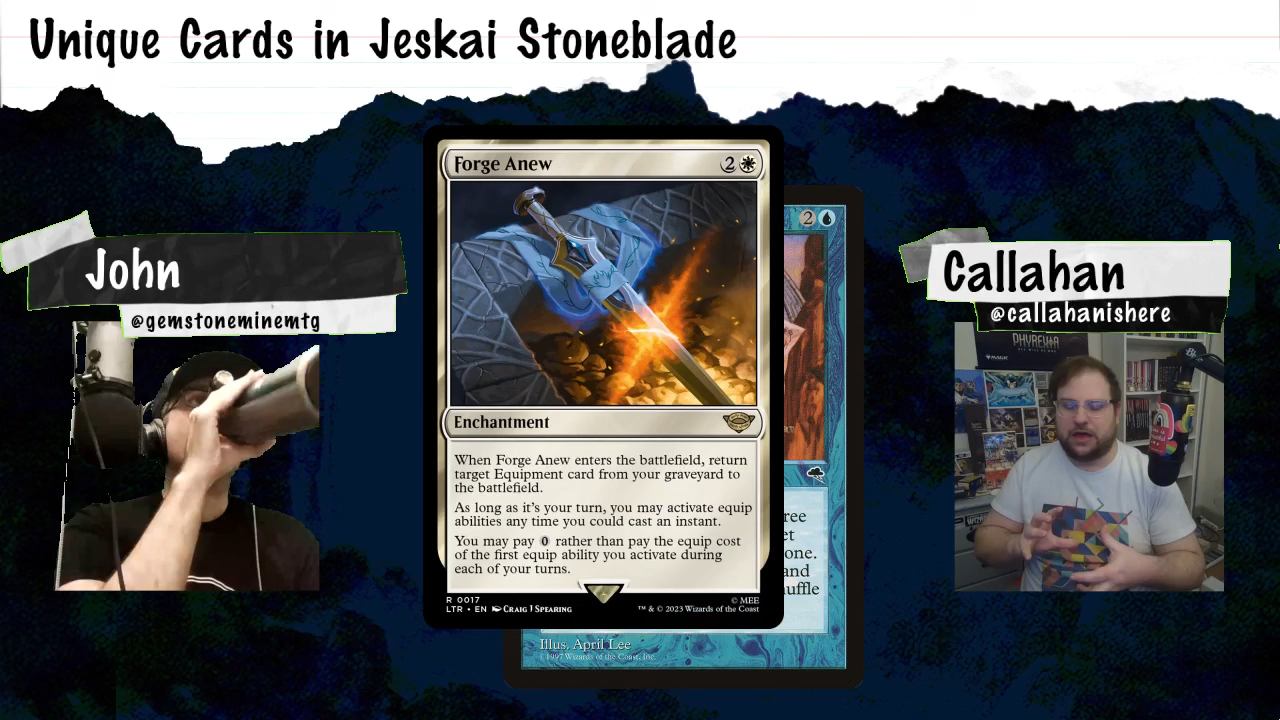 Unique Cards in Jeskai Stoneblade
John
@gemstoneminemtg
Callahan
@callahanishere
PHYREXIA
MAGIC
Forge Anew 2
Enchantment
When Forge Anew enters the battlefield, return
target Equipment card from your graveyard to
the battlefield.
As long as it's your turn, you may activate equip
abilities any time you could cast an instant.
You may pay 0 rather than pay the equip cost
of the first equip ability you activate during
each of your turns.
R 0017
LTR • EN Craig J Spearing
© MEE
™ & © 2023 Wizards of the Coast
2
ree
et
one.
and
uffle
Illus. April Lee
© 1997 Wizards of the Coast, Inc.